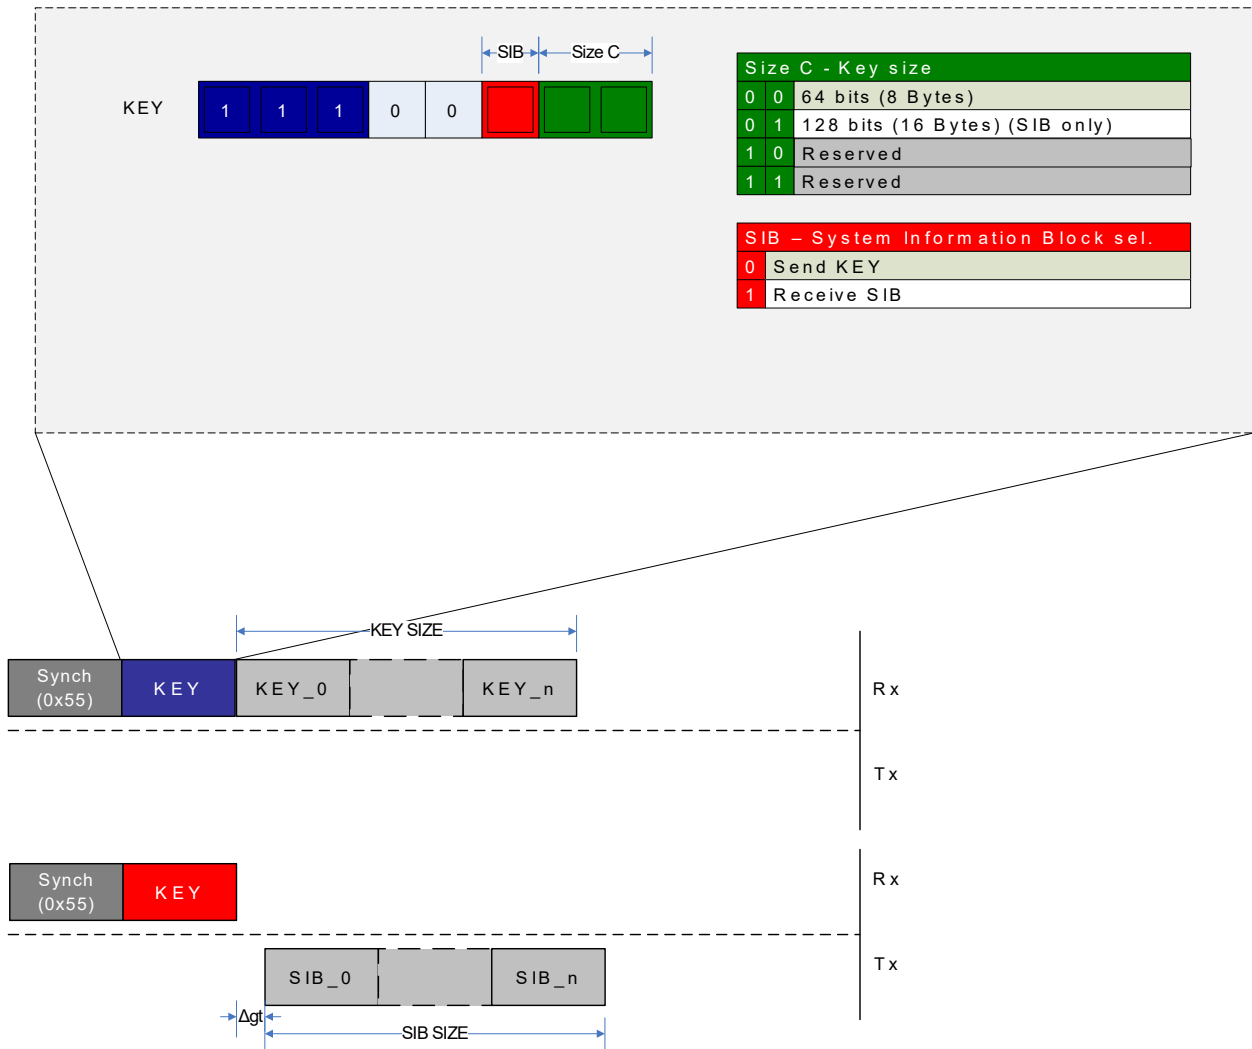 SIB Size C
KEY 1 1 1 0 0
Size C - Key size
0 0 64 bits (8 Bytes)
0 1 128 bits (16 Bytes) (SIB only)
1 0 Reserved
1 1 Reserved
SIB – System Information Block sel.
0 Send KEY
1 Receive SIB
KEY SIZE
Synch
(0x55)
KEY
KEY_0
KEY_n
Rx
Tx
Synch
(0x55)
KEY
Rx
SIB_0
SIB_n
Tx
Δgt
SIB SIZE